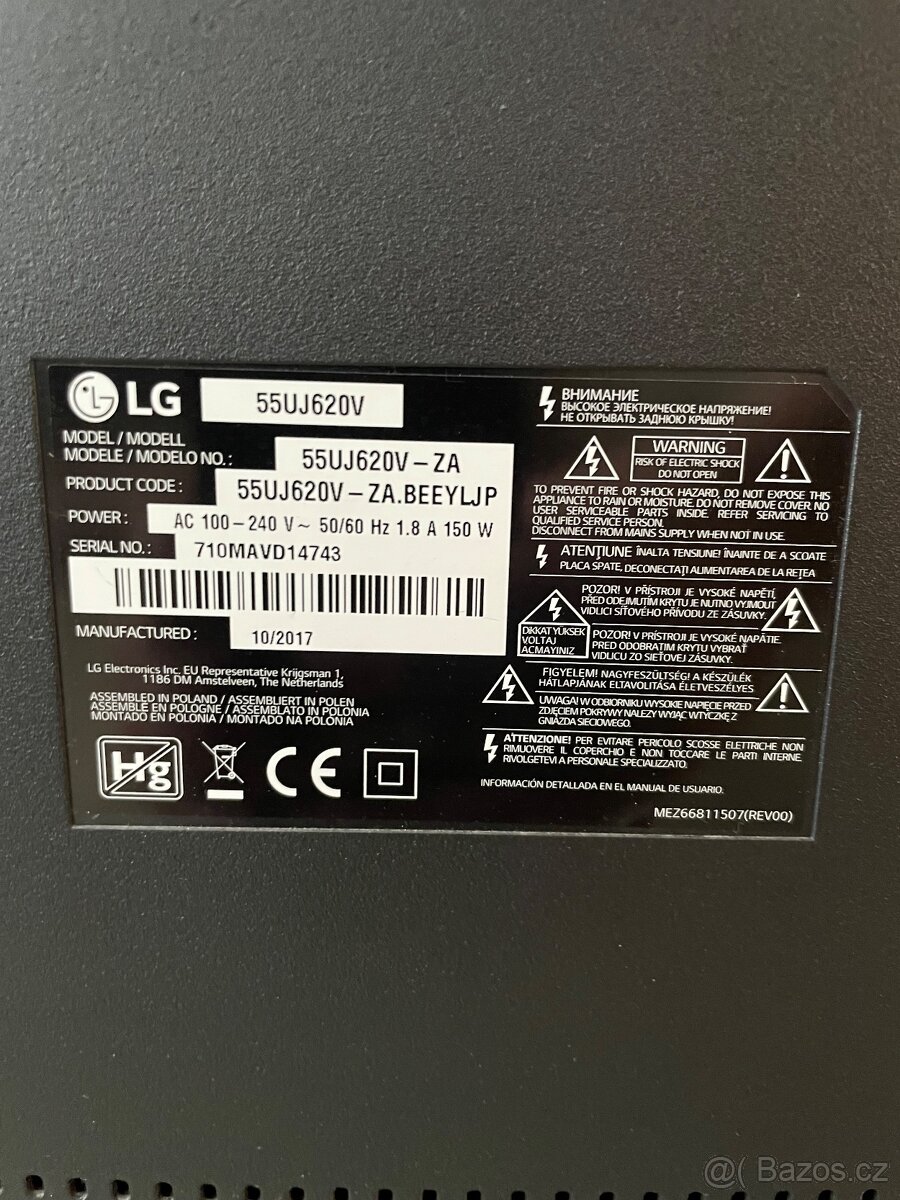 LG 55UJ620V
MODEL / MODELL
MODELE / MODELO NO.: 55UJ620V-ZA
PRODUCT CODE : 55UJ620V-ZA.BEEYLJP
POWER : AC 100-240 V~ 50/60 Hz 1.8 A 150 W
SERIAL NO.: 710MAVD14743
MANUFACTURED : 10/2017
LG Electronics Inc. EU Representative Krijgsman 1,
1186 DM Amstelveen, The Netherlands
ASSEMBLED IN POLAND / ASSEMBLIERT IN POLEN
ASSEMBLE EN POLOGNE / ASSEMBLATO IN POLONIA
MONTADO EN POLONIA / MONTADO NA POLONIA
Hg
CE
ВНИМАНИЕ
ВЫСОКОЕ ЭЛЕКТРИЧЕСКОЕ НАПРЯЖЕНИЕ!
НЕ ОТКРЫВАТЬ ЗАДНЮЮ КРЫШКУ!
WARNING
RISK OF ELECTRIC SHOCK
DO NOT OPEN
TO PREVENT FIRE OR SHOCK HAZARD, DO NOT EXPOSE THIS
APPLIANCE TO RAIN OR MOISTURE. DO NOT REMOVE COVER. NO
USER SERVICEABLE PARTS INSIDE. REFER SERVICING TO
QUALIFIED SERVICE PERSON.
DISCONNECT FROM MAINS SUPPLY WHEN NOT IN USE.
ATENȚIUNE ÎNALTA TENSIUNE! ÎNAINTE DE A SCOATE
PLACA SPATE, DECONECTAȚI ALIMENTAREA DE LA REȚEA
DIKKAT YÜKSEK
VOLTAJ
AÇMAYINIZ
POZOR! V PŘÍSTROJI JE VYSOKÉ NAPĚTÍ,
PŘED ODEJMUTÍM KRYTU JE NUTNO VYJMOUT
VIDLICI SÍŤOVÉHO PŘÍVODU ZE ZÁSUVKY.
POZOR! V PRÍSTROJI JE VYSOKÉ NAPÄTIE.
PRED ODOBRATIM KRYTU VYBRAŤ
VIDLICU ZO SIEŤOVEJ ZÁSUVKY.
FIGYELEM! NAGYFESZÜLTSÉG! A KÉSZÜLÉK
HÁTLAPJÁNAK ELTÁVOLÍTÁSA ÉLETVESZÉLYES
UWAGA! W ODBIORNIKU WYSOKIE NAPIĘCIE PRZED
ZDJĘCIEM POKRYWY NALEŻY WYJĄĆ WTYCZKĘ Z
GNIAZDA SIECIOWEGO.
ATTENZIONE! PER EVITARE PERICOLO SCOSSE ELETTRICHE NON
RIMUOVERE IL COPERCHIO E NON TOCCARE LE PARTI INTERNE.
RIVOLGETEVI A PERSONALE SPECIALIZZATO.
INFORMACIÓN DETALLADA EN EL MANUAL DE USUARIO.
MEZ66811507(REV00)
@( Bazos.cz